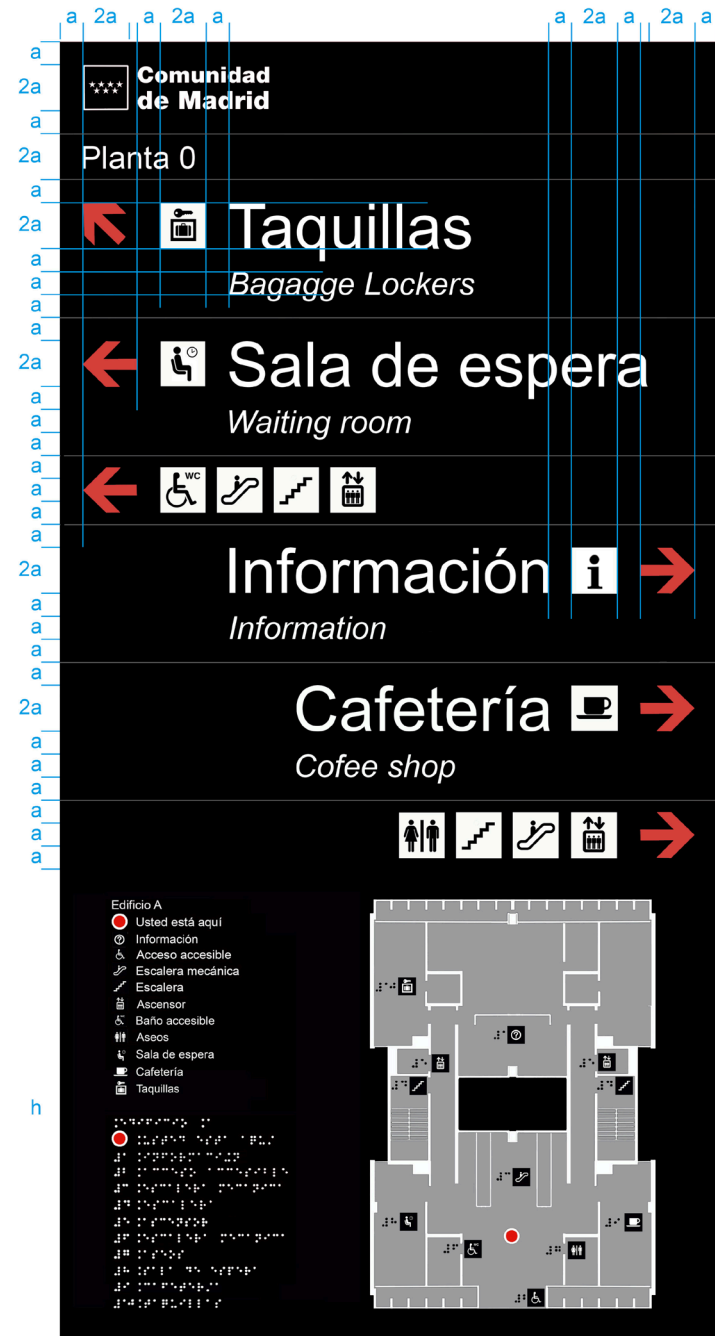 a 2a a 2a a a 2a a 2a a
a
2a
a
2a
a
2a
a
a
a
a
2a
a
a
a
a
a
a
a
2a
a
a
a
a
2a
a
a
a
a
a
a
h
Comunidad
de Madrid
Planta 0
Taquillas
Bagagge Lockers
Sala de espera
Waiting room
WC
Información
i
Information
Cafetería
Cofee shop
Edificio A
Usted está aquí
Información
Acceso accesible
Escalera mecánica
Escalera
Ascensor
Baño accesible
Aseos
Sala de espera
Cafetería
Taquillas